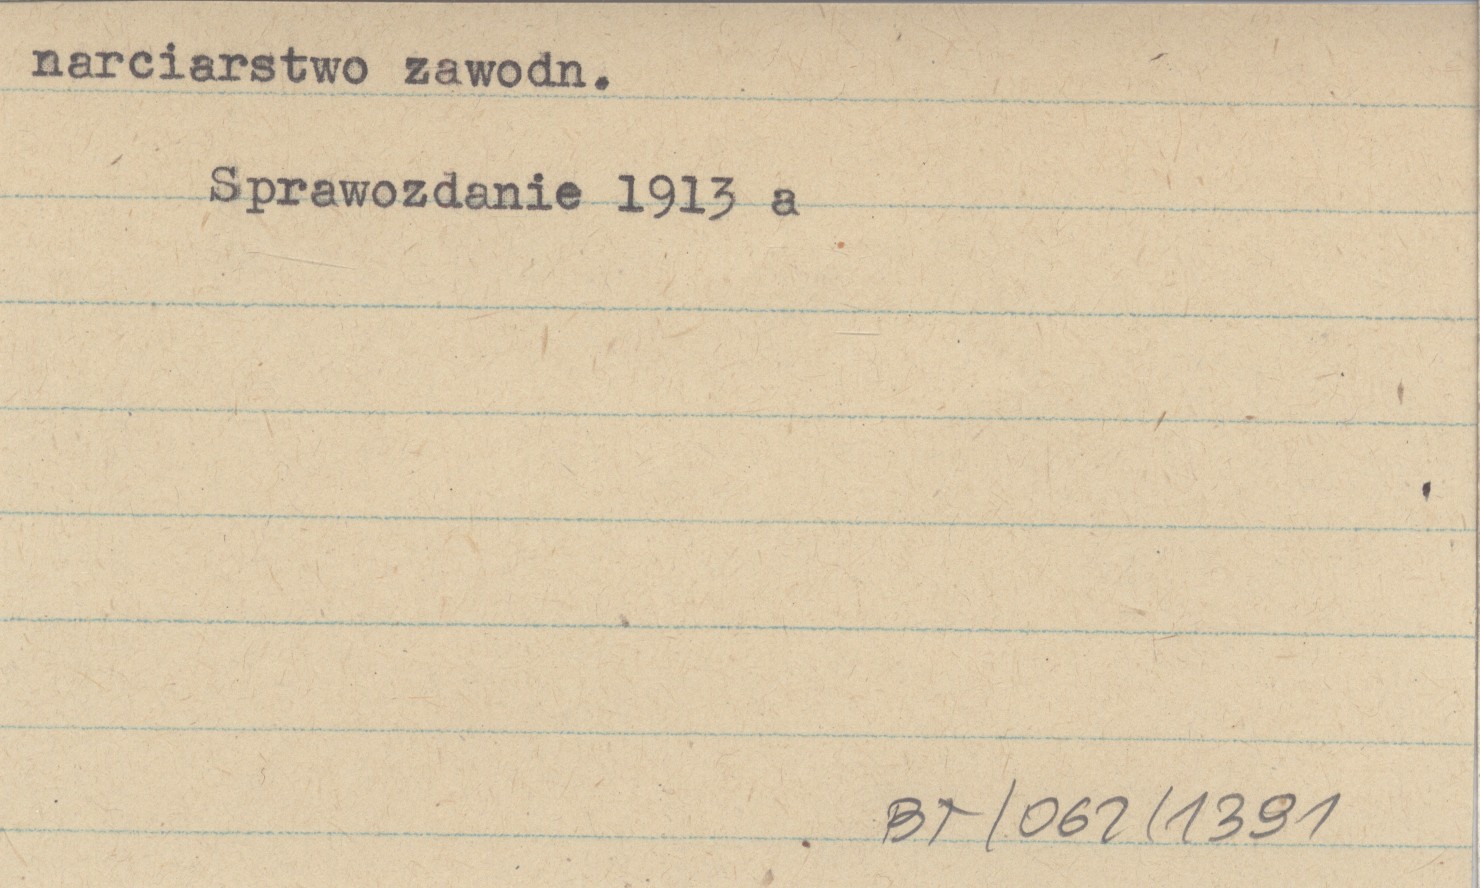 narciarstwo zawodn.
Sprawozdanie 1913 a
BT/062/1391